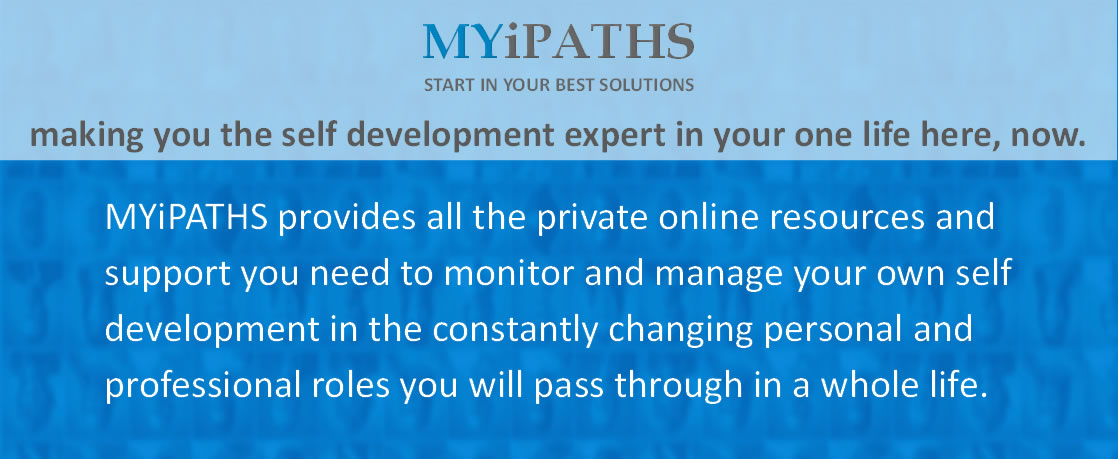 MYiPATHS
START IN YOUR BEST SOLUTIONS
making you the self development expert in your one life here, now.
MYiPATHS provides all the private online resources and
support you need to monitor and manage your own self
development in the constantly changing personal and
professional roles you will pass through in a whole life.